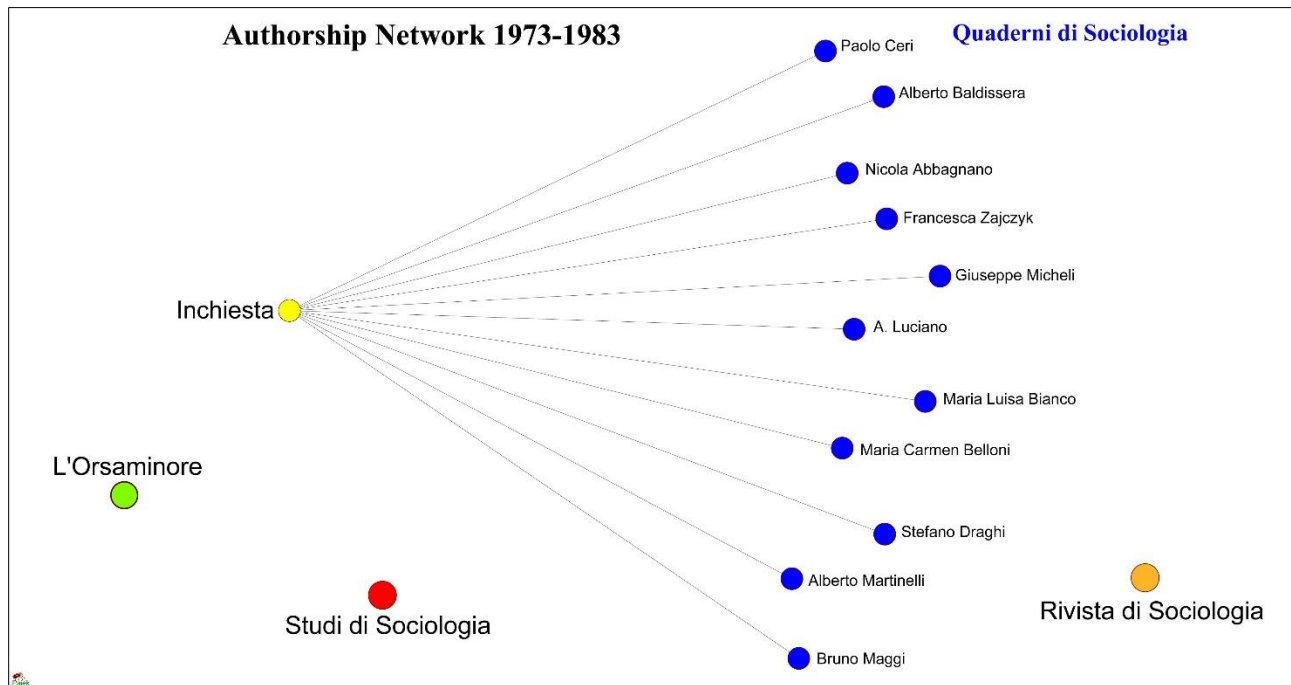 Authorship Network 1973-1983
Quaderni di Sociologia
Paolo Ceri
Alberto Baldissera
Nicola Abbagnano
Francesca Zajczyk
Giuseppe Micheli
Inchiesta
A. Luciano
Maria Luisa Bianco
Maria Carmen Belloni
L'Orsaminore
Stefano Draghi
Alberto Martinelli
Rivista di Sociologia
Studi di Sociologia
Bruno Maggi
Pajek